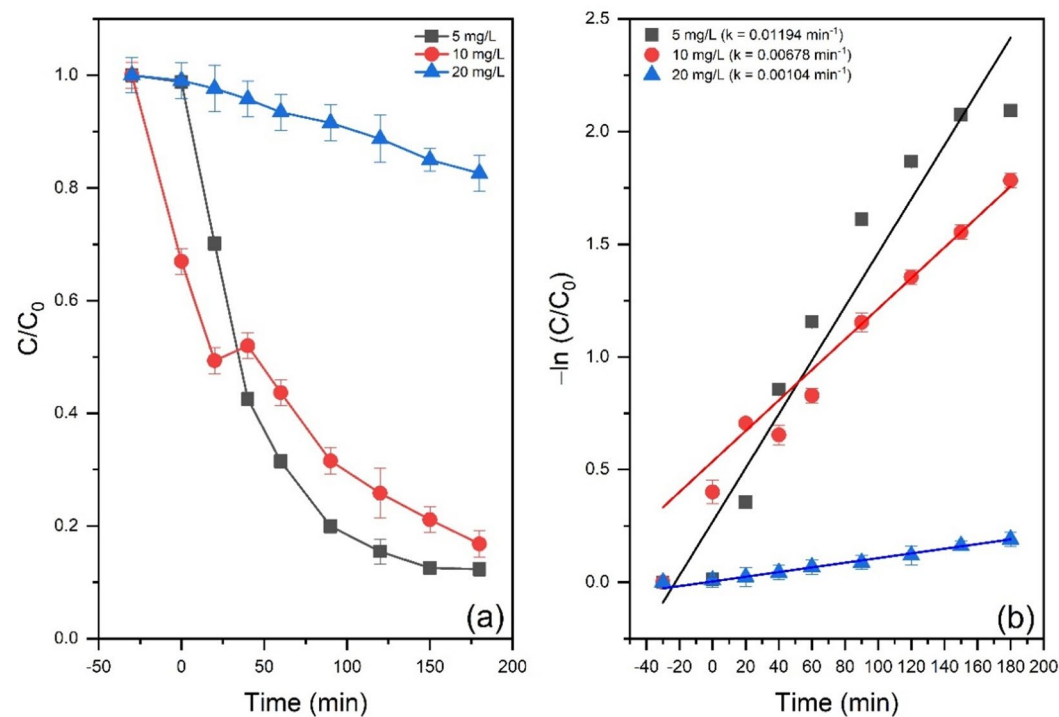 5 mg/L
10 mg/L
20 mg/L
1.0
0.8
0.6
0.4
0.2
0.0
C/C₀
-50 0 50 100 150 200
Time (min)
(a)
5 mg/L (k = 0.01194 min⁻¹)
10 mg/L (k = 0.00678 min⁻¹)
20 mg/L (k = 0.00104 min⁻¹)
2.5
2.0
1.5
1.0
0.5
0.0
−ln (C/C₀)
-40 -20 0 20 40 60 80 100 120 140 160 180 200
Time (min)
(b)